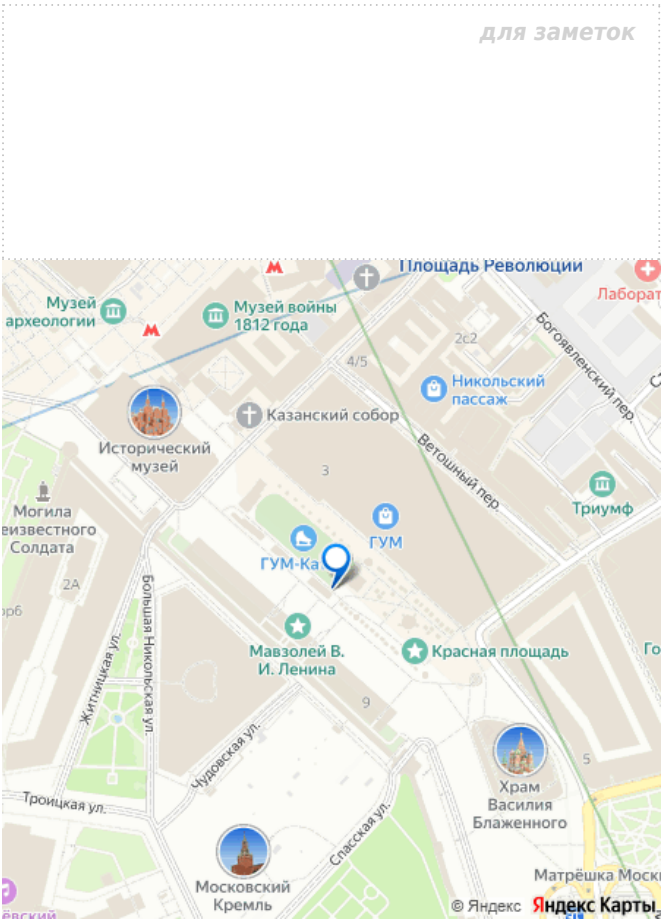 для заметок
Площадь Революции
Музей
археологии
Музей войны
1812 года
Лаборат
Богоявленский пер.
2с2
4/5
Никольский
пассаж
Казанский собор
Исторический
музей
Ветошный пер.
3
Триумф
Могила
еизвестного
Солдата
ГУМ
ГУМ-Ка
2А
орб
Большая Никольская ул.
Житницкая ул.
Мавзолей В.
И. Ленина
Красная площадь
Го
9
Чудовская ул.
5
Храм
Василия
Блаженного
Троицкая ул.
Спасская ул.
Матрёшка Моск
Московский
Кремль
ёвский
© Яндекс Яндекс Карты